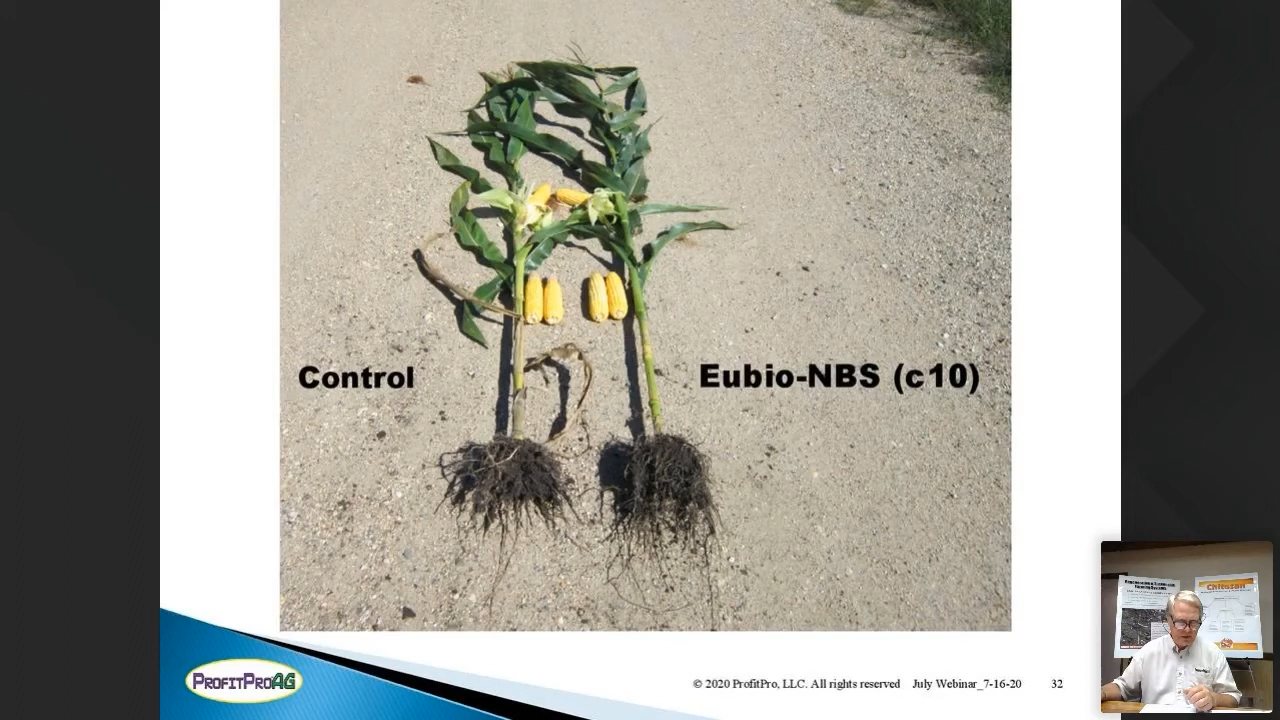 Control
Eubio-NBS (c10)
Chitosan
PROFITPROAG
© 2020 ProfitPro, LLC. All rights reserved July Webinar_7-16-20 32